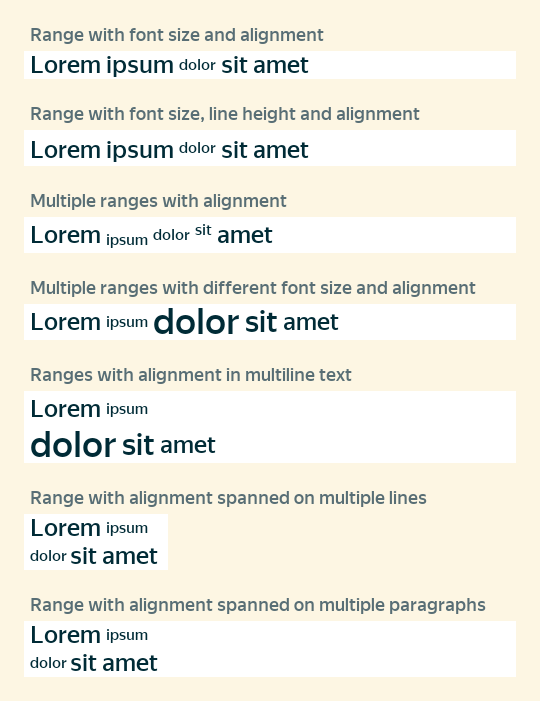 Range with font size and alignment
Lorem ipsum dolor sit amet
Range with font size, line height and alignment
Lorem ipsum dolor sit amet
Multiple ranges with alignment
Lorem ipsum dolor sit amet
Multiple ranges with different font size and alignment
Lorem ipsum dolor sit amet
Ranges with alignment in multiline text
Lorem ipsum
dolor sit amet
Range with alignment spanned on multiple lines
Lorem ipsum
dolor sit amet
Range with alignment spanned on multiple paragraphs
Lorem ipsum
dolor sit amet